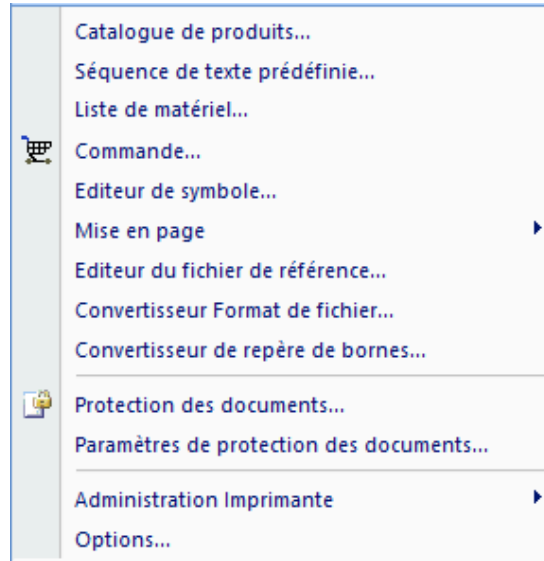 Catalogue de produits...
Séquence de texte prédéfinie...
Liste de matériel...
Commande...
Editeur de symbole...
Mise en page
Editeur du fichier de référence...
Convertisseur Format de fichier...
Convertisseur de repère de bornes...
Protection des documents...
Paramètres de protection des documents...
Administration Imprimante
Options...